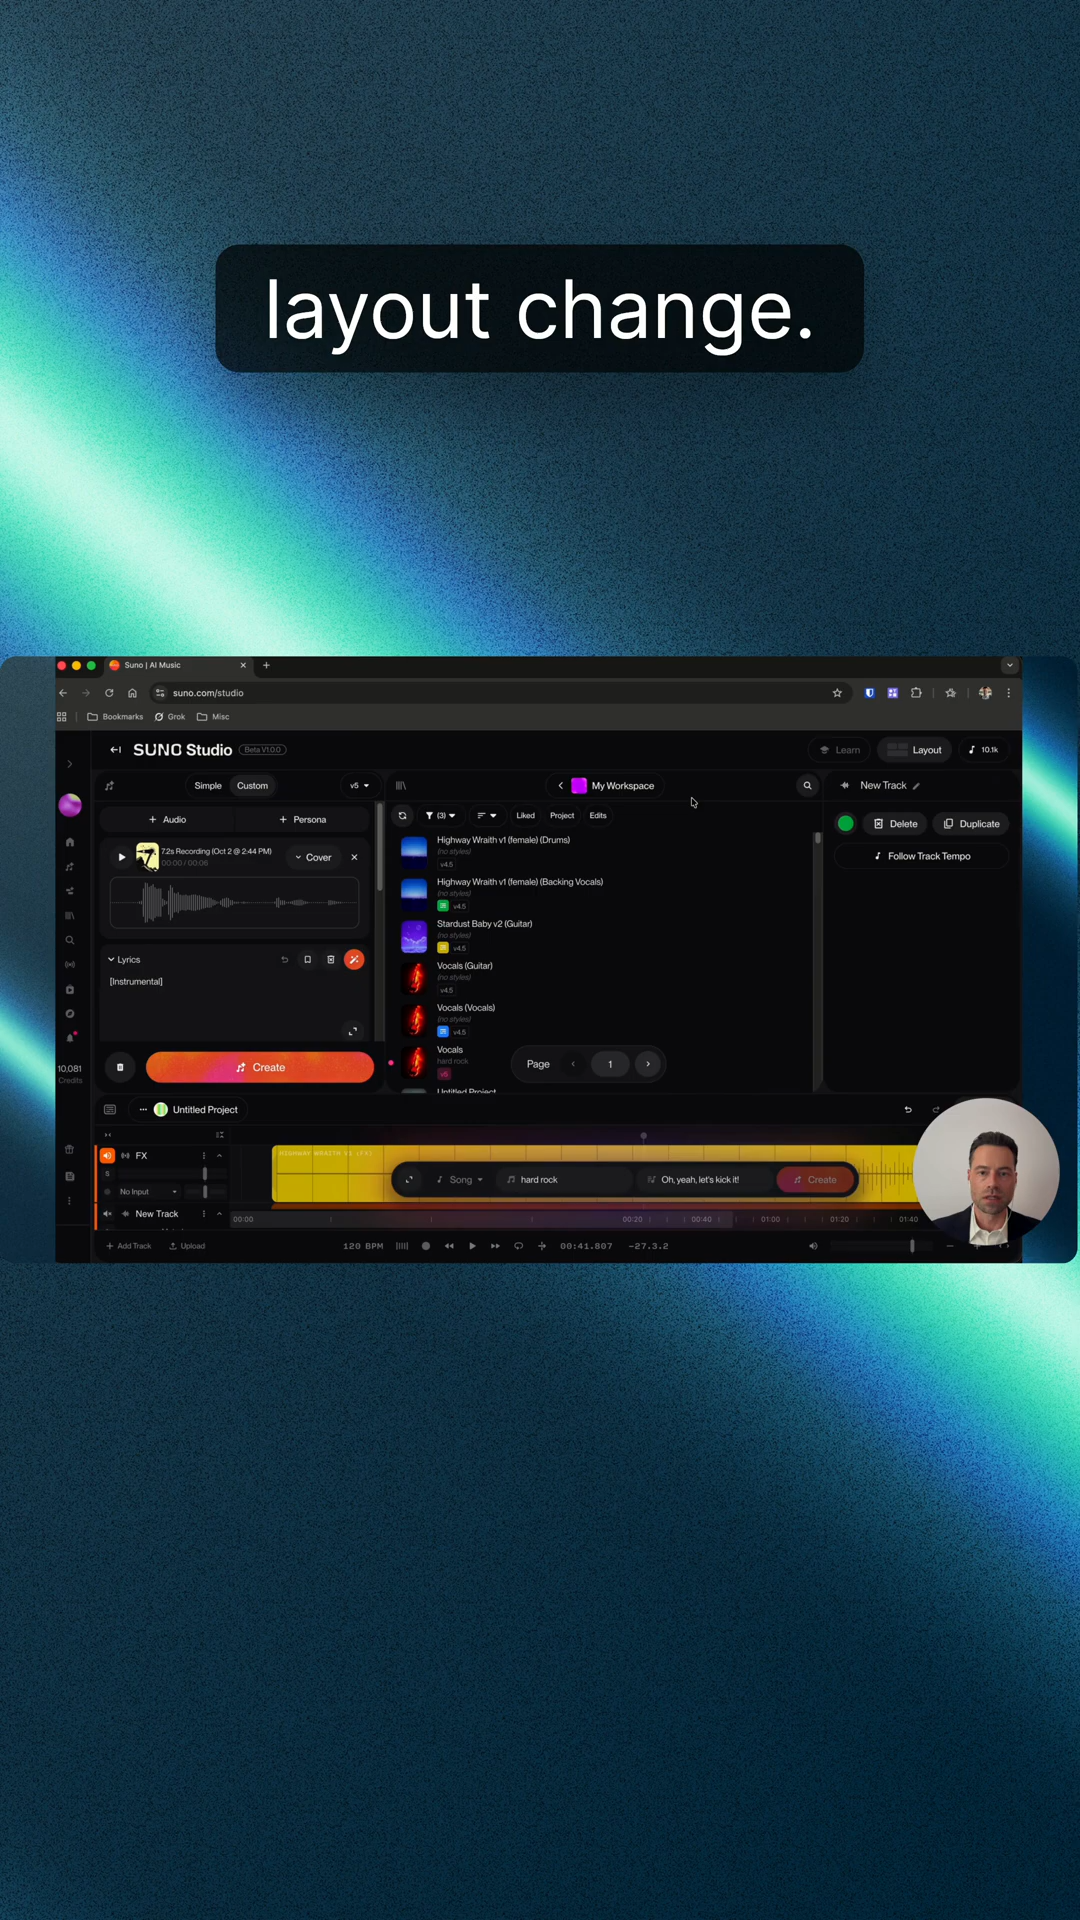 layout change.
Suno | AI Music
suno.com/studio
Bookmarks
Grok
Misc
SUNO Studio
Beta V1.0.0
Learn
Layout
10.1k
Simple
Custom
v5
My Workspace
New Track
Audio
Persona
(3)
Liked
Project
Edits
Delete
Duplicate
Follow Track Tempo
7.2s Recording (Oct 2 @ 2:44 PM)
00:00 / 00:06
Cover
Highway Wraith v1 (female) (Drums)
(no styles)
v4.5
Highway Wraith v1 (female) (Backing Vocals)
(no styles)
v4.5
Stardust Baby v2 (Guitar)
(no styles)
v4.5
Vocals (Guitar)
(no styles)
v4.5
Vocals (Vocals)
(no styles)
v4.5
Vocals
hard rock
v5
Untitled Project
Lyrics
[Instrumental]
Create
Page
1
10,081
Credits
Untitled Project
FX
S
No Input
New Track
HIGHWAY WRAITH V1 (FX)
Song
hard rock
Oh, yeah, let's kick it!
Create
00:00
00:20
00:40
01:00
01:20
01:40
Add Track
Upload
120 BPM
00:41.807
-27.3.2